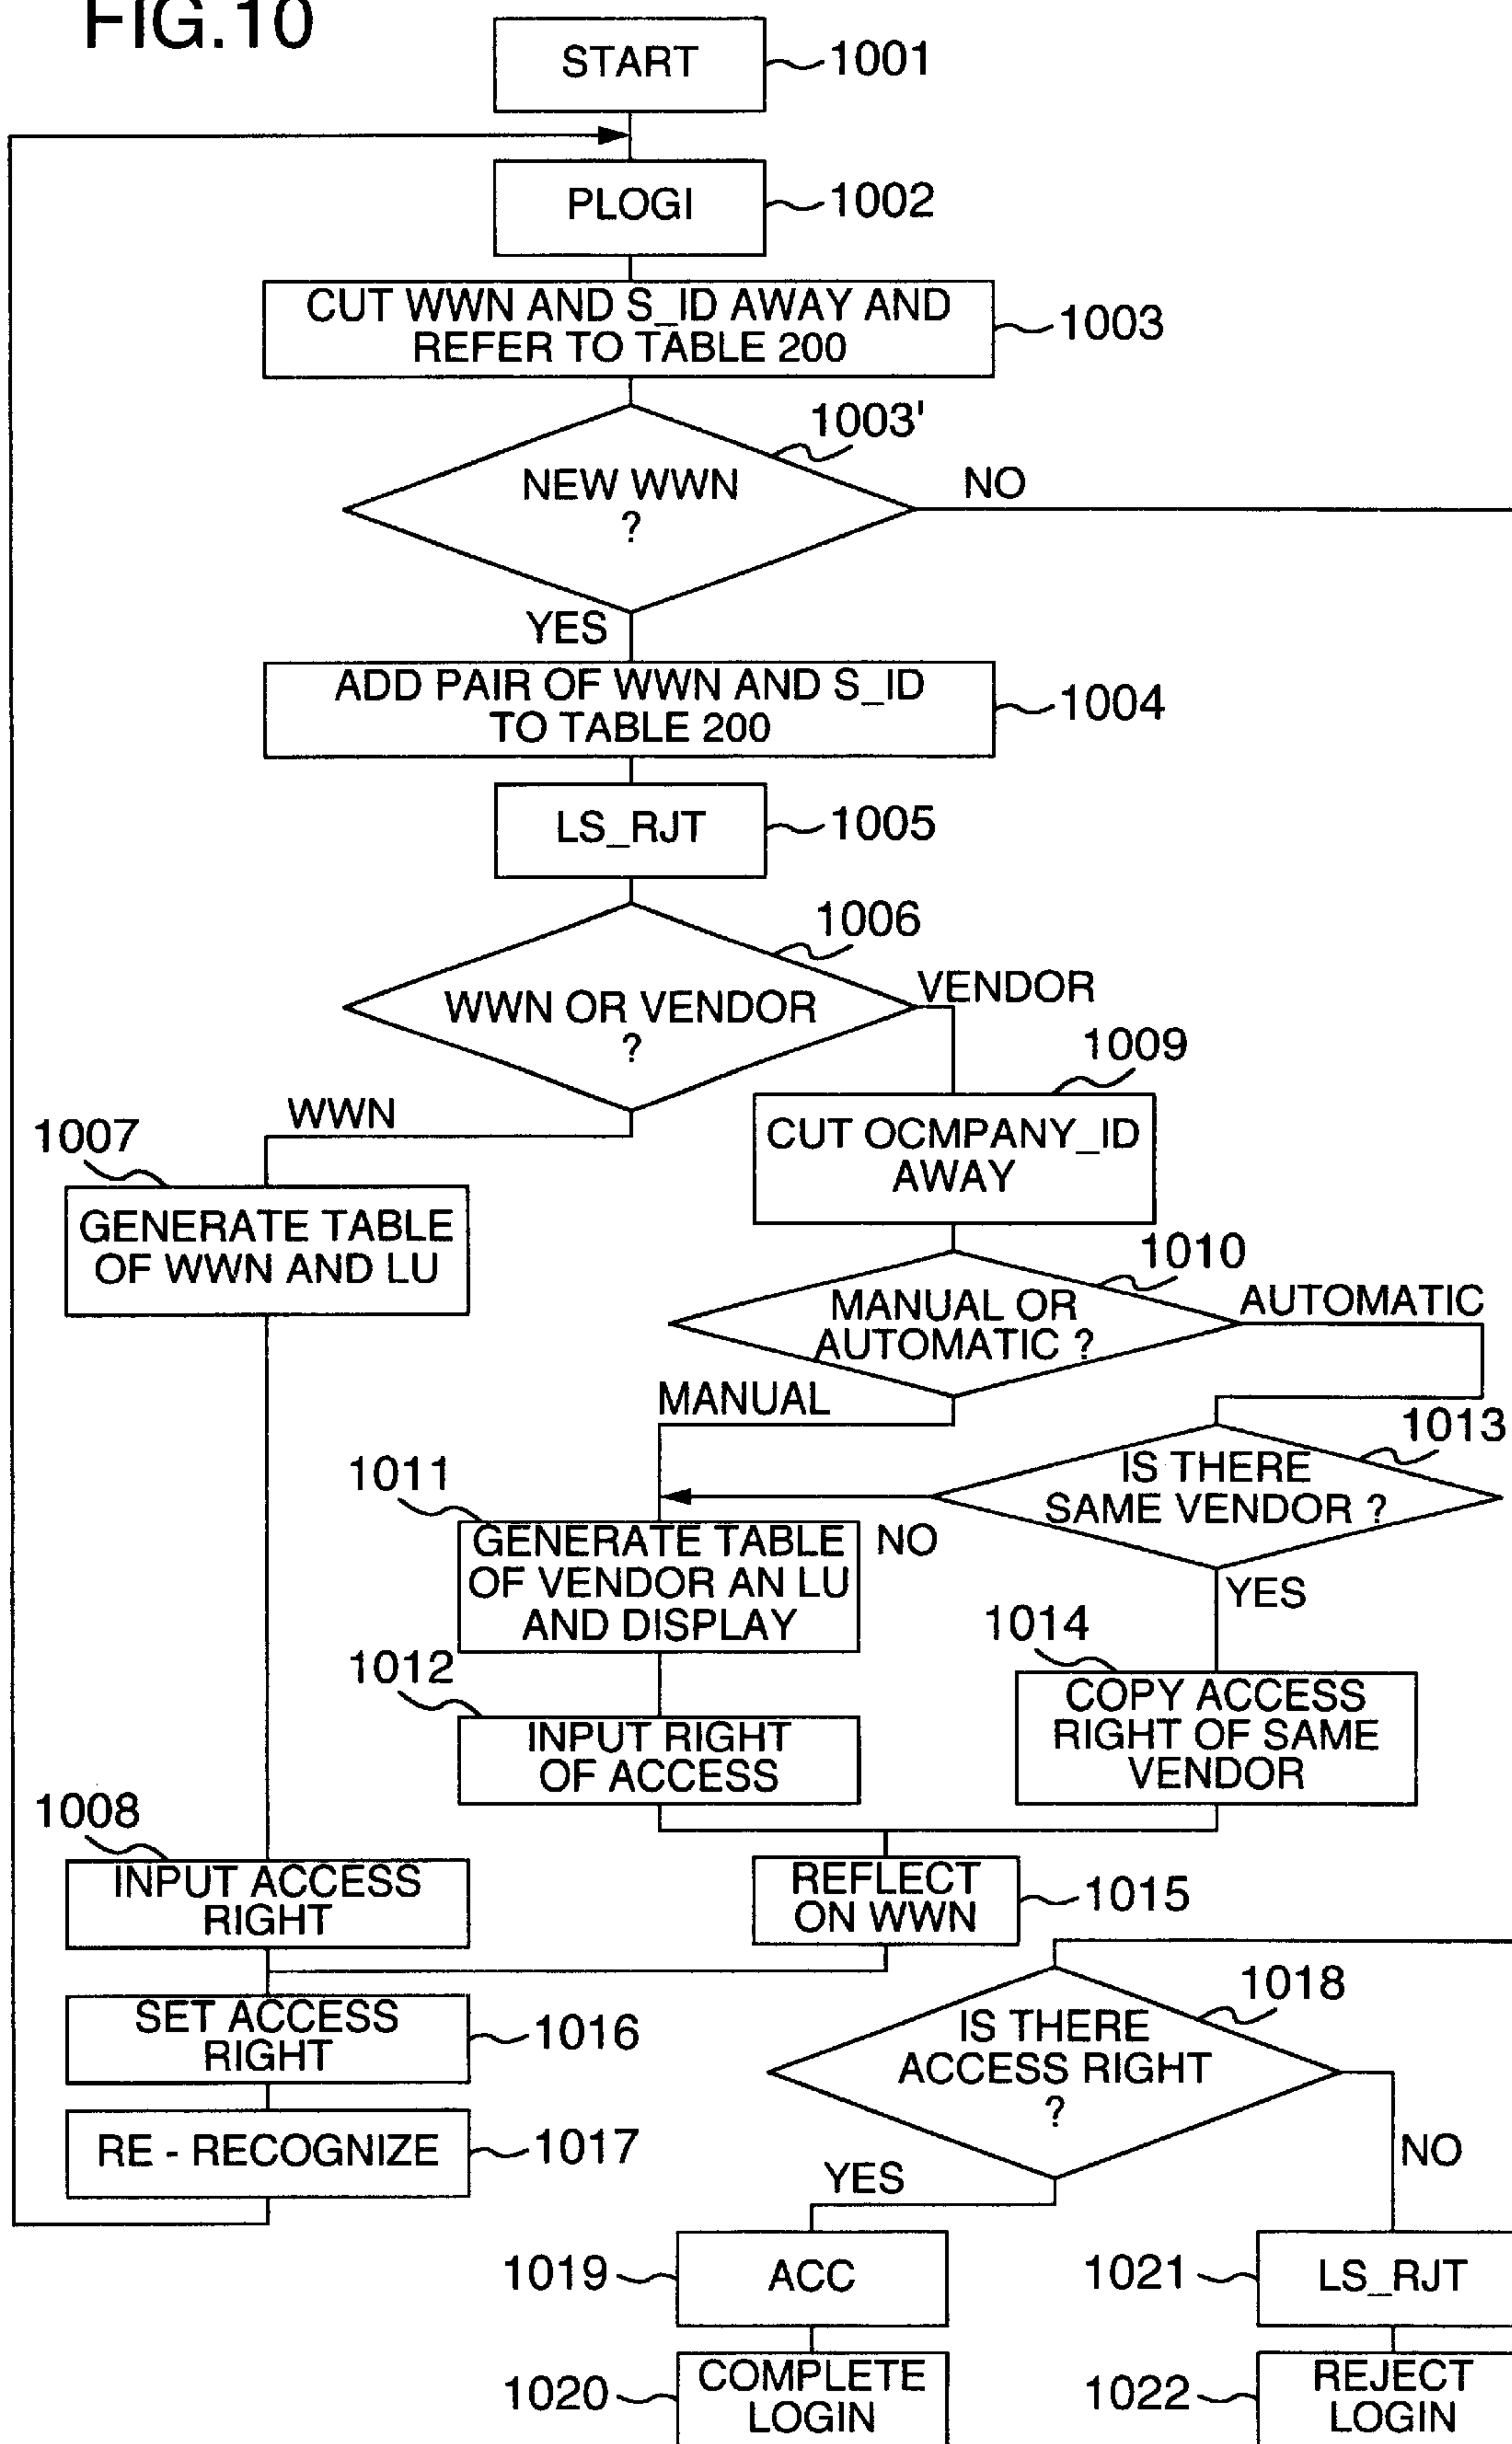 FIG.10
START
1001
PLOGI
1002
CUT WWN AND S_ID AWAY AND
REFER TO TABLE 200
1003
1003'
NEW WWN
?
NO
YES
ADD PAIR OF WWN AND S_ID
TO TABLE 200
1004
LS_RJT
1005
1006
WWN OR VENDOR
?
VENDOR
WWN
1009
CUT OCMPANY_ID
AWAY
1007
GENERATE TABLE
OF WWN AND LU
1010
MANUAL OR
AUTOMATIC ?
AUTOMATIC
MANUAL
1013
IS THERE
SAME VENDOR ?
NO
YES
1011
GENERATE TABLE
OF VENDOR AN LU
AND DISPLAY
1012
INPUT RIGHT
OF ACCESS
1014
COPY ACCESS
RIGHT OF SAME
VENDOR
1008
INPUT ACCESS
RIGHT
REFLECT
ON WWN
1015
SET ACCESS
RIGHT
1016
RE - RECOGNIZE
1017
1018
IS THERE
ACCESS RIGHT
?
YES
NO
1019
ACC
1021
LS_RJT
1020
COMPLETE
LOGIN
1022
REJECT
LOGIN